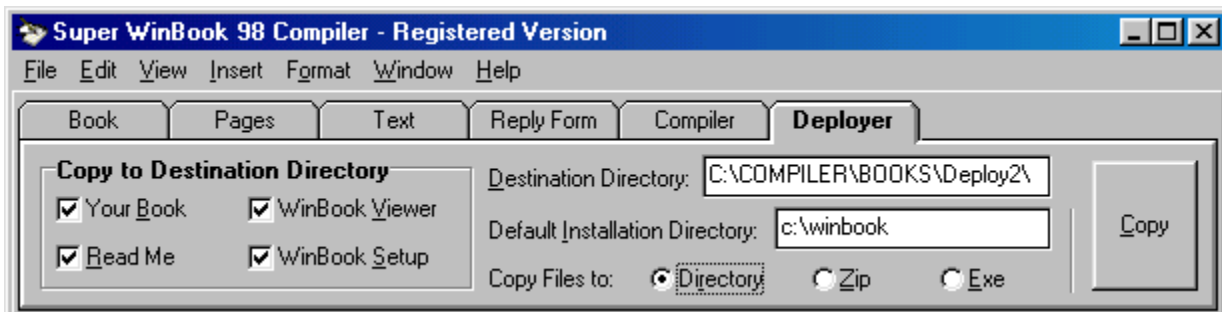 Super WinBook 98 Compiler - Registered Version
File Edit View Insert Format Window Help
Book Pages Text Reply Form Compiler Deployer
Copy to Destination Directory
Your Book WinBook Viewer
Read Me WinBook Setup
Destination Directory: C:\COMPILER\BOOKS\Deploy2\
Default Installation Directory: c:\winbook
Copy Files to: Directory Zip Exe
Copy